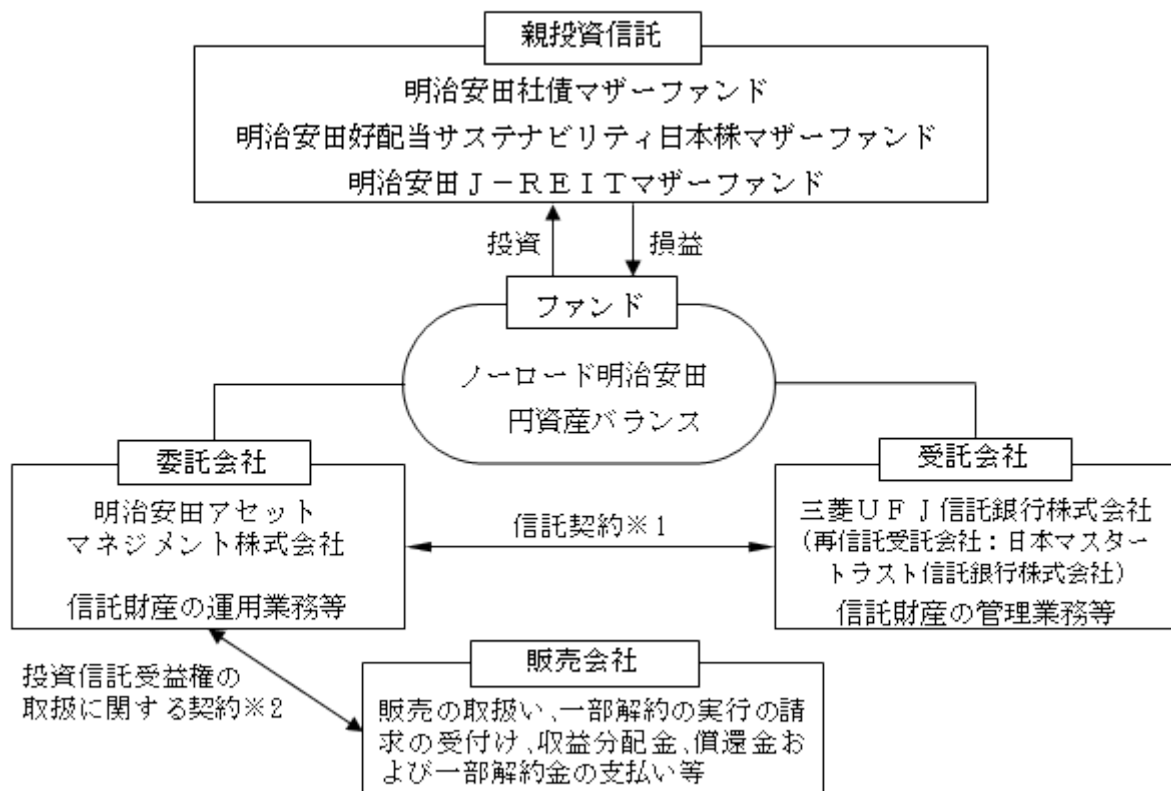 親投資信託
明治安田社債マザーファンド
明治安田好配当サステナビリティ日本株マザーファンド
明治安田J-REITマザーファンド
投資
損益
ファンド
ノーロード明治安田
円資産バランス
委託会社
明治安田アセット
マネジメント株式会社
信託財産の運用業務等
信託契約※1
受託会社
三菱UFJ信託銀行株式会社
(再信託受託会社:日本マスター
トラスト信託銀行株式会社)
信託財産の管理業務等
投資信託受益権の
取扱に関する契約※2
販売会社
販売の取扱い、一部解約の実行の請
求の受付け、収益分配金、償還金お
よび一部解約金の支払い等